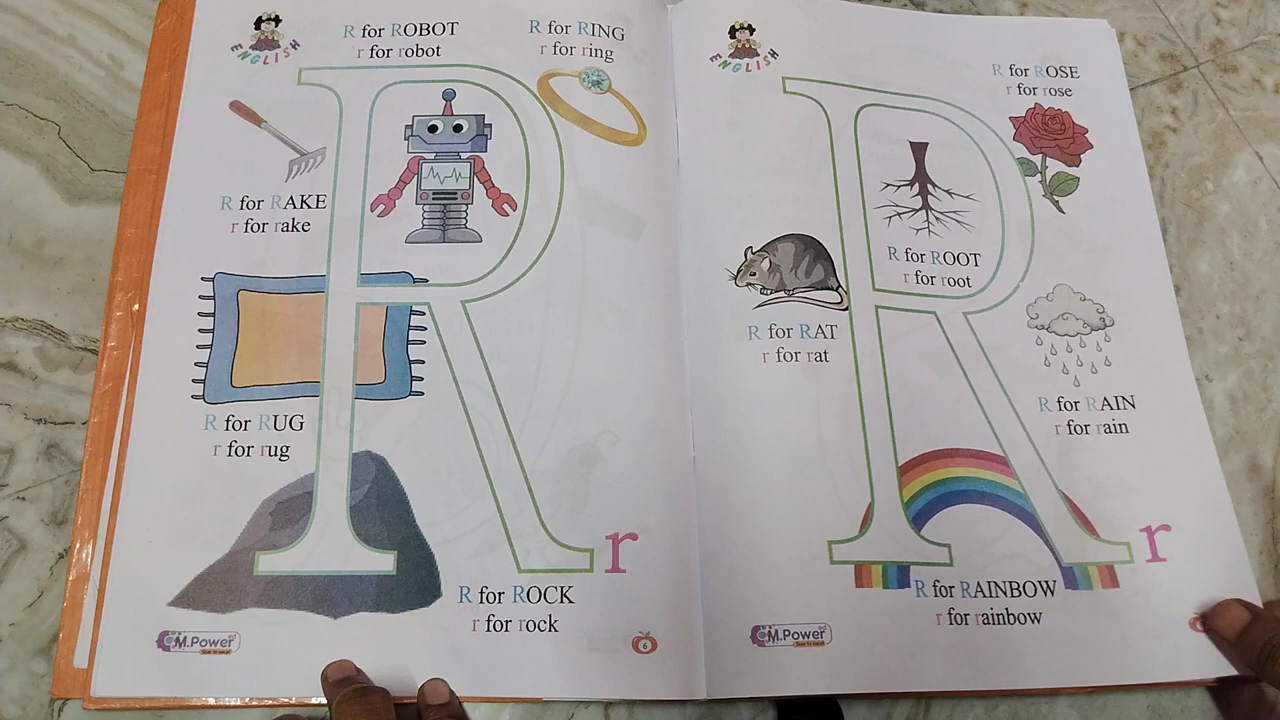 ENGLISH
R for ROBOT
r for robot
R for RING
r for ring
R for RAKE
r for rake
R for RUG
r for rug
R for ROCK
r for rock
r
M.Power
6
ENGLISH
R for ROSE
r for rose
R for ROOT
r for root
R for RAT
r for rat
R for RAIN
r for rain
R for RAINBOW
r for rainbow
r
M.Power